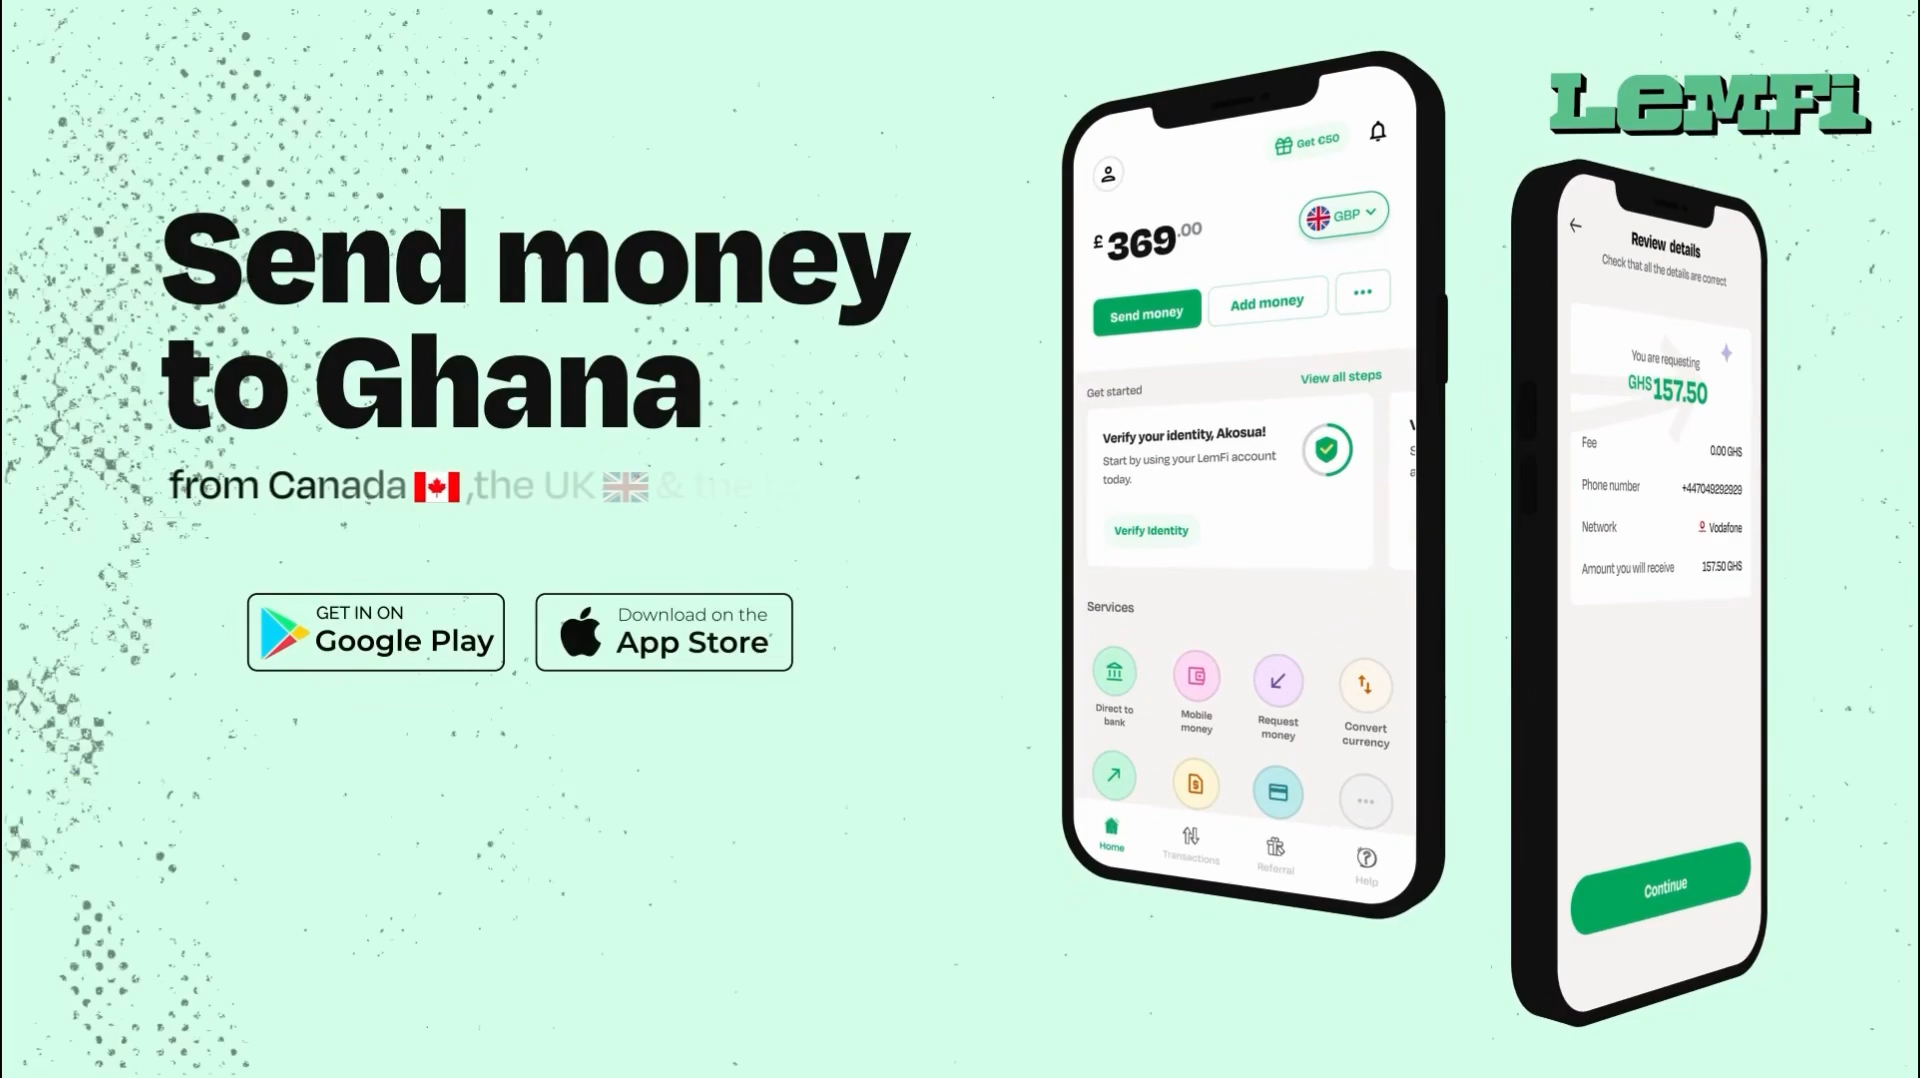 LeMFi
Send money
to Ghana
from Canada ,the UK & the
GET IN ON
Google Play
Download on the
App Store
Get €50
£369.00
GBP
Send money
Add money
Get started
View all steps
Verify your identity, Akosua!
Start by using your LemFi account
today.
Verify Identity
Services
Direct to
bank
Mobile
money
Request
money
Convert
currency
Home
Transactions
Referral
Help
Review details
Check that all the details are correct
You are requesting
GHS157.50
Fee
0.00 GHS
Phone number
+447049292929
Network
Vodafone
Amount you will receive
157.50 GHS
Continue